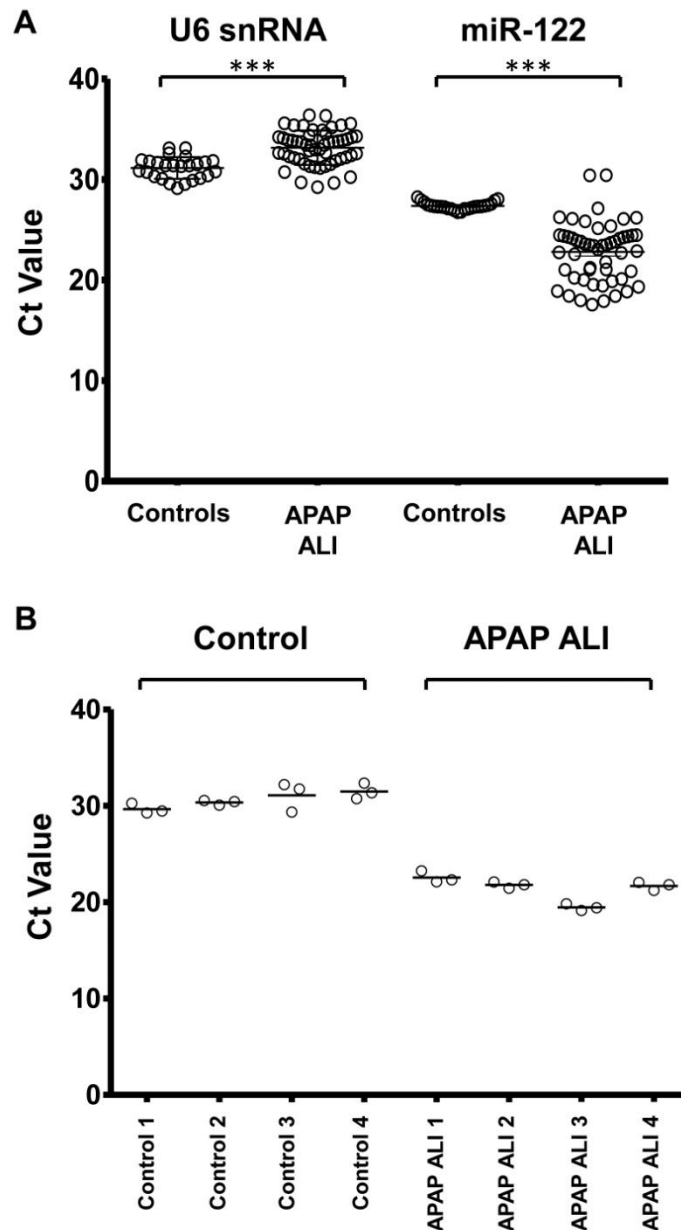 A
U6 snRNA miR-122
*** ***
40
30
20
10
0
Ct Value
Controls APAP ALI Controls APAP ALI
B
Control APAP ALI
40
30
20
10
0
Ct Value
Control 1
Control 2
Control 3
Control 4
APAP ALI 1
APAP ALI 2
APAP ALI 3
APAP ALI 4